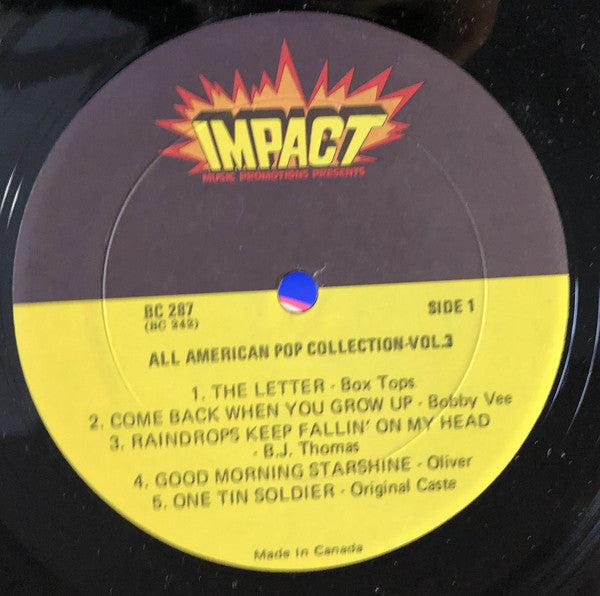 IMPACT
MUSIC PROMOTIONS PRESENTS
BC 287
(BC 242)
SIDE 1
ALL AMERICAN POP COLLECTION-VOL.3
1. THE LETTER - Box Tops
2. COME BACK WHEN YOU GROW UP - Bobby Vee
3. RAINDROPS KEEP FALLIN' ON MY HEAD
- B.J. Thomas
4. GOOD MORNING STARSHINE - Oliver
5. ONE TIN SOLDIER - Original Caste
Made In Canada